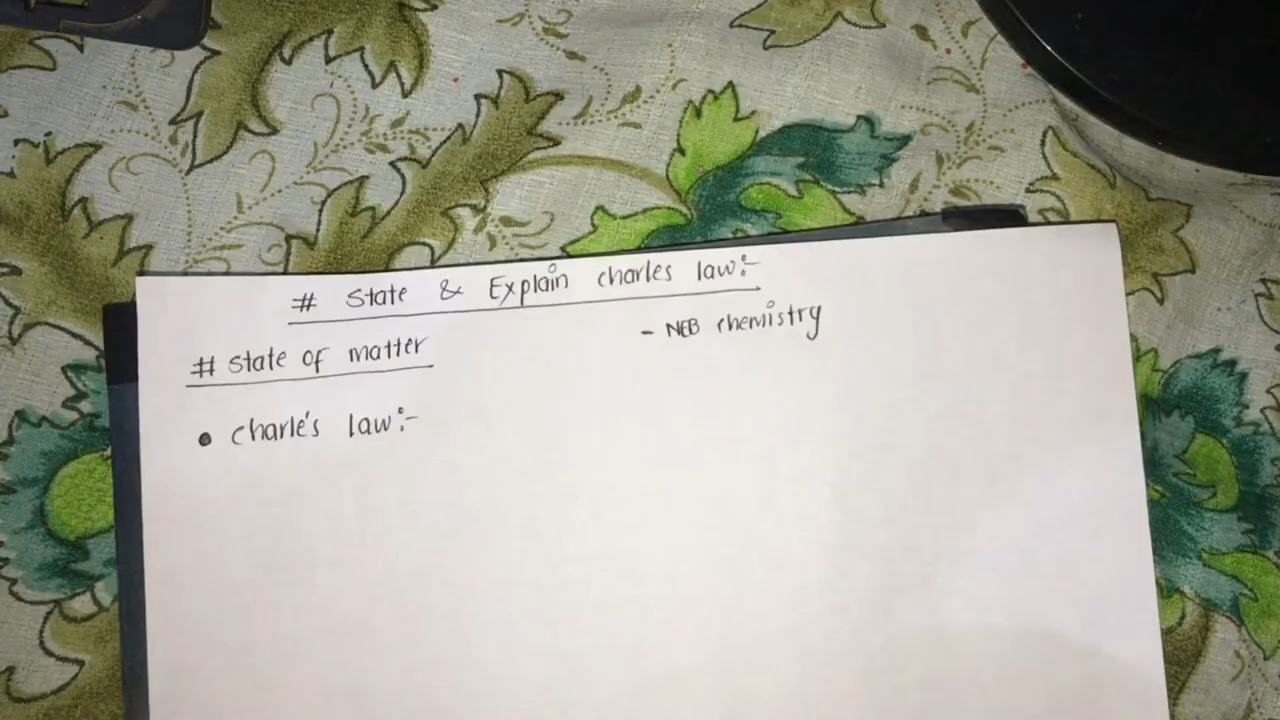 # State & Explain charles law:-
- NEB chemistry
# State of matter
• charle's law:-